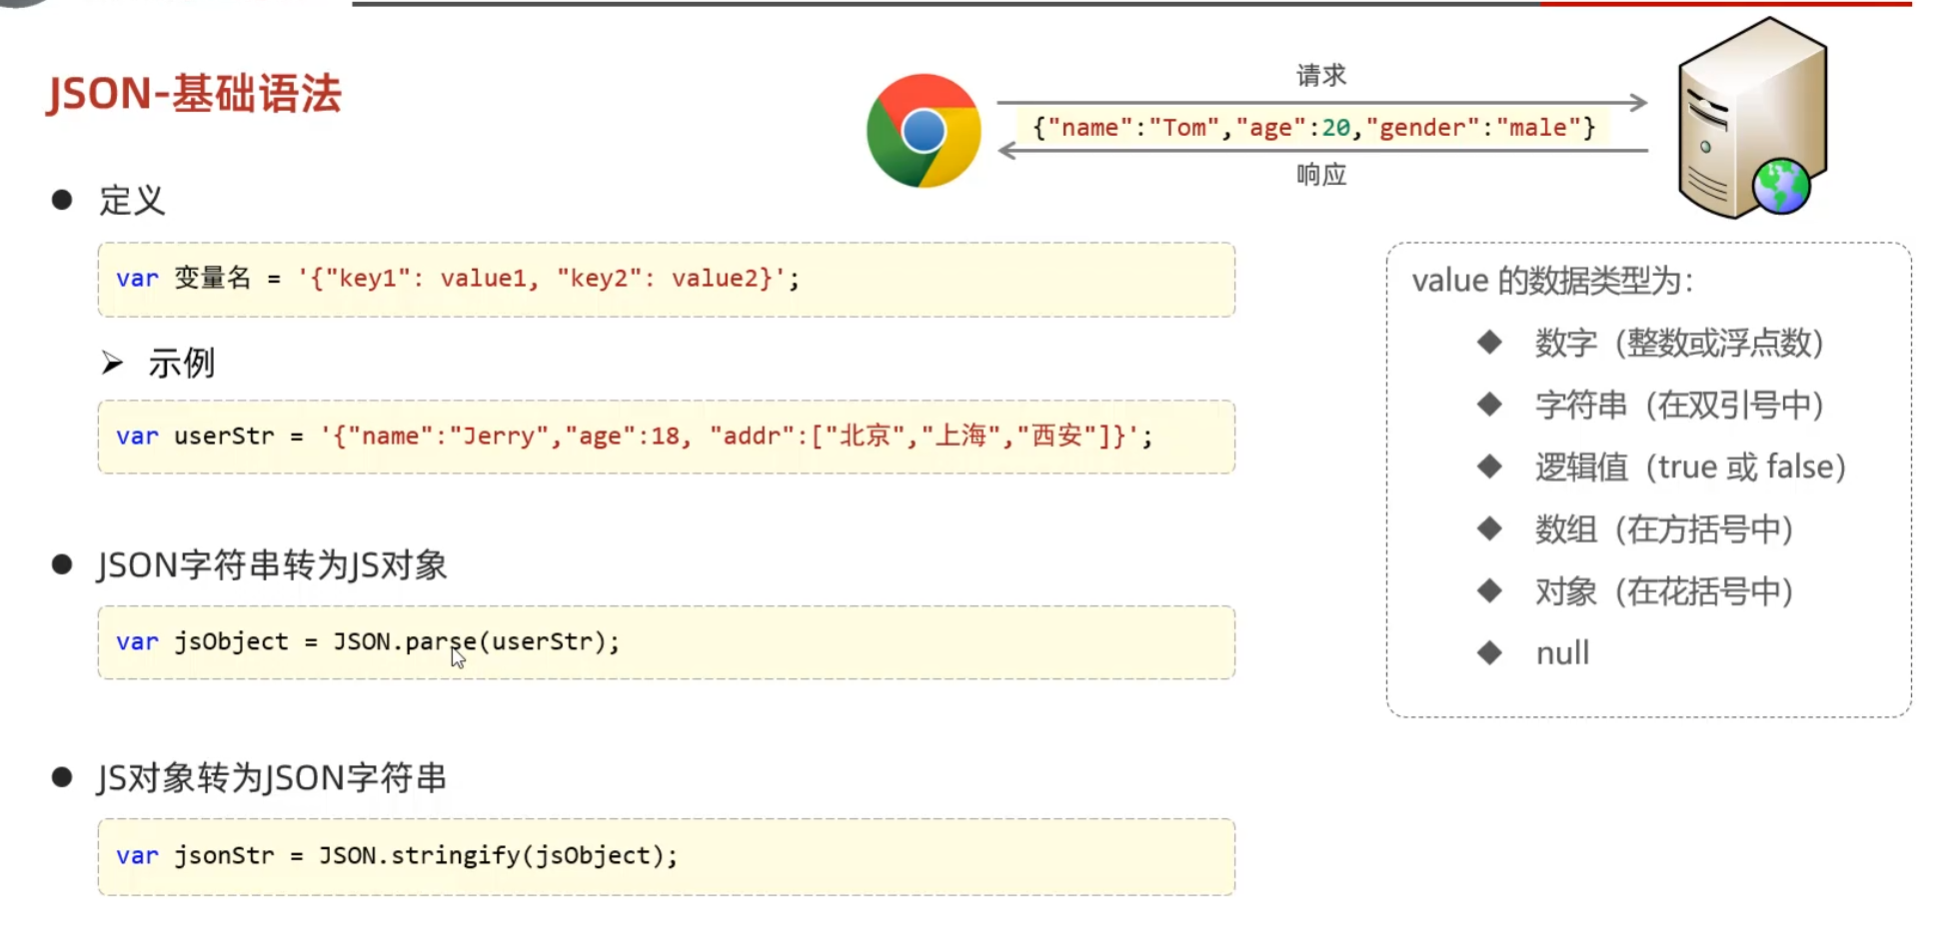 JSON-基础语法
请求
{"name":"Tom","age":20,"gender":"male"}
响应
定义
var 变量名 = '{"key1": value1, "key2": value2}';
示例
var userStr = '{"name":"Jerry","age":18, "addr":["北京","上海","西安"]}';
JSON字符串转为JS对象
var jsObject = JSON.parse(userStr);
JS对象转为JSON字符串
var jsonStr = JSON.stringify(jsObject);
value 的数据类型为：
数字（整数或浮点数）
字符串（在双引号中）
逻辑值（true 或 false）
数组（在方括号中）
对象（在花括号中）
null